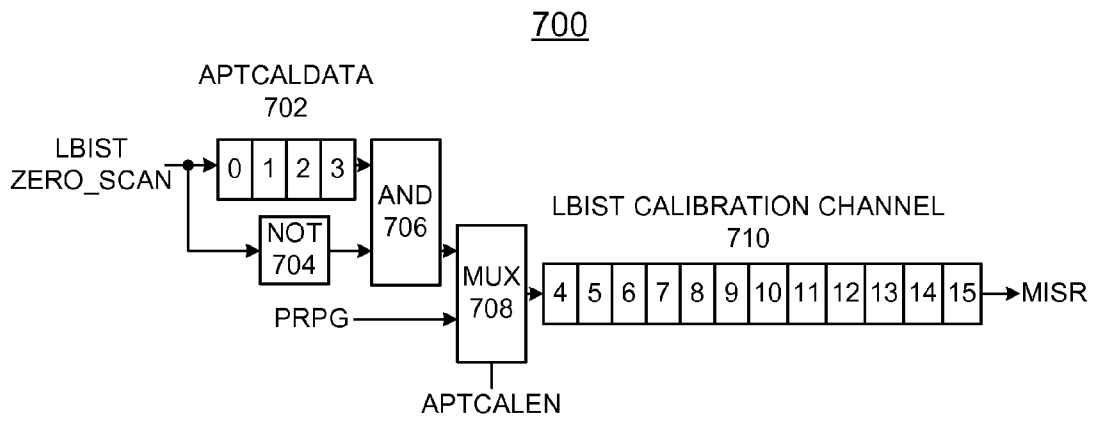 700
APTCALDATA
702
LBIST
ZERO_SCAN
0 1 2 3
AND
706
NOT
704
LBIST CALIBRATION CHANNEL
710
MUX
708
4 5 6 7 8 9 10 11 12 13 14 15
MISR
PRPG
APTCALEN